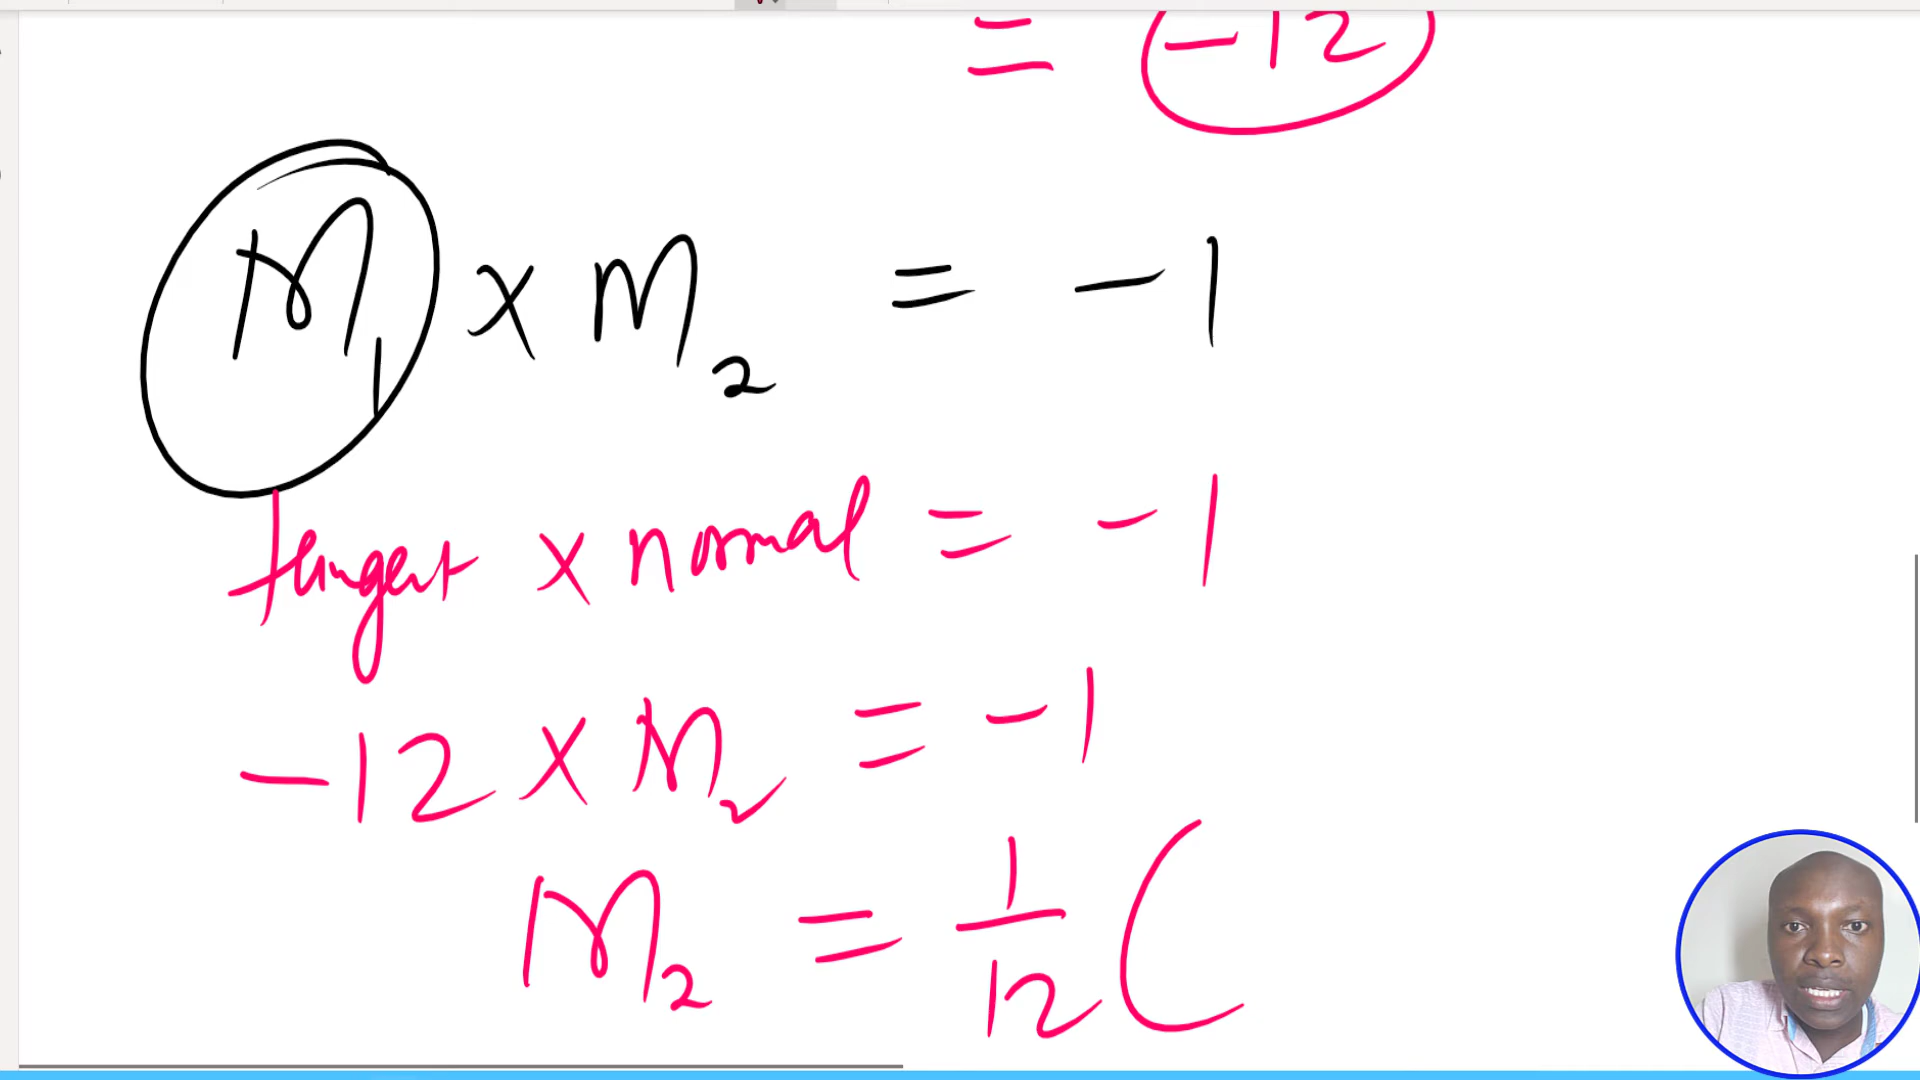 = -12
M₁ x M₂ = -1
tangent x normal = -1
-12 x M₂ = -1
M₂ = 1/12 (